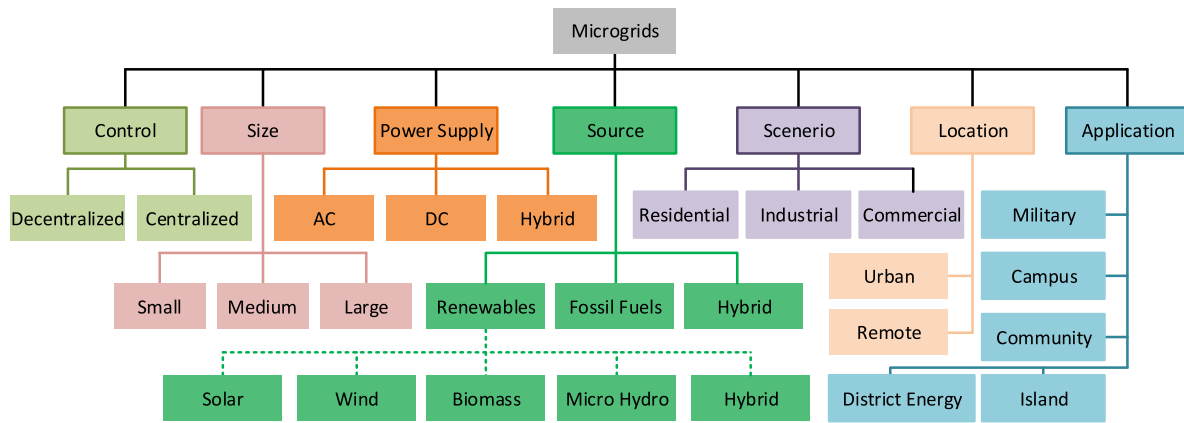 Microgrids
Control
Size
Power Supply
Source
Scenerio
Location
Application
Decentralized
Centralized
AC
DC
Hybrid
Residential
Industrial
Commercial
Military
Urban
Campus
Small
Medium
Large
Renewables
Fossil Fuels
Hybrid
Remote
Community
Solar
Wind
Biomass
Micro Hydro
Hybrid
District Energy
Island